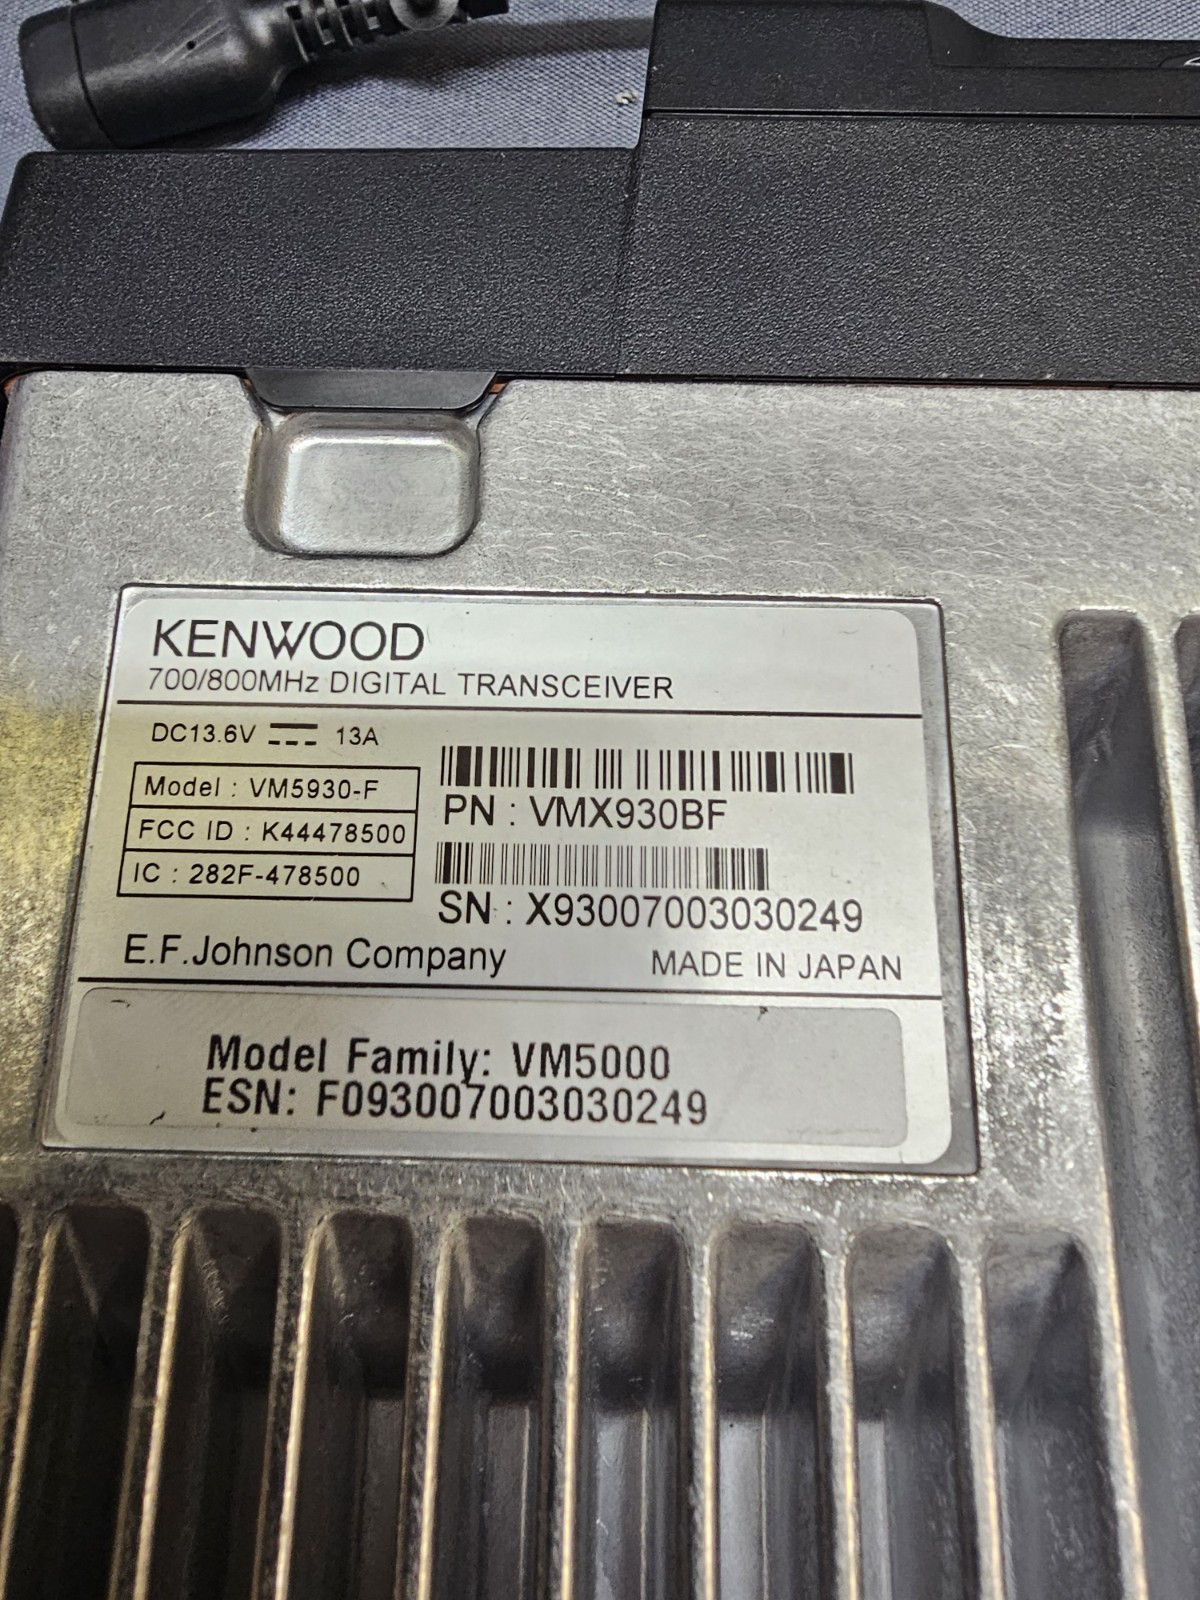 KENWOOD
700/800MHz DIGITAL TRANSCEIVER
DC13.6V 13A
Model : VM5930-F
FCC ID : K44478500
IC : 282F-478500
PN : VMX930BF
SN : X93007003030249
E.F.Johnson Company
MADE IN JAPAN
Model Family: VM5000
ESN: F093007003030249